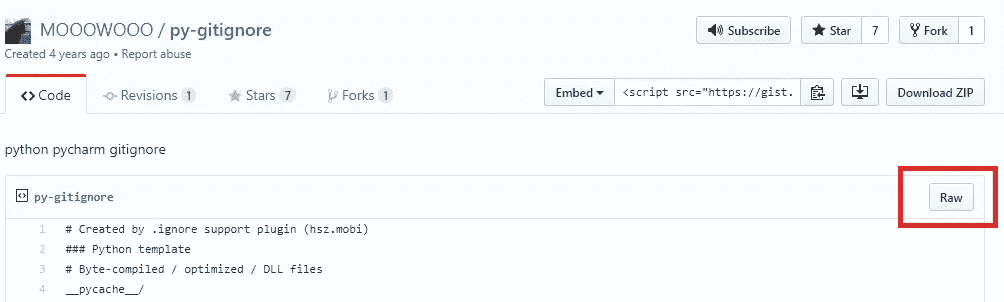 MOOOWOOO / py-gitignore
Subscribe Star 7 Fork 1
Created 4 years ago • Report abuse
Code Revisions 1 Stars 7 Forks 1 Embed <script src="https://gist. Download ZIP
python pycharm gitignore
py-gitignore Raw
1 # Created by .ignore support plugin (hsz.mobi)
2 ### Python template
3 # Byte-compiled / optimized / DLL files
4 __pycache__/